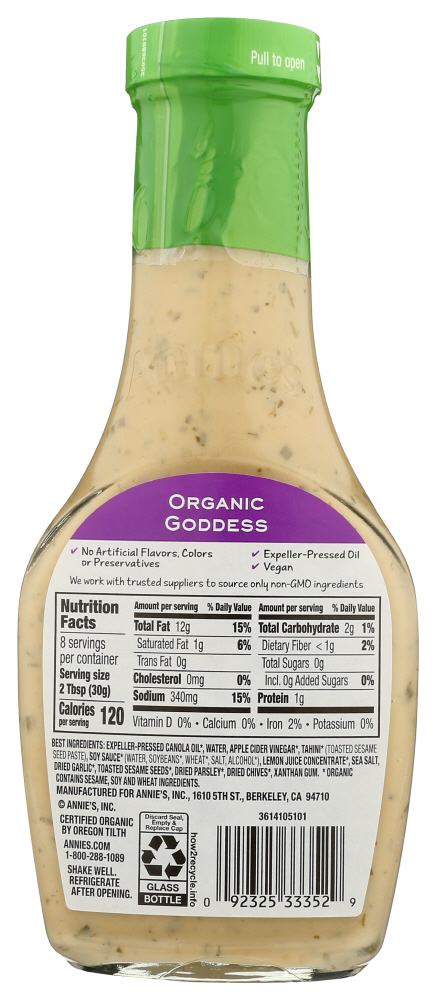 Pull to open
ORGANIC
GODDESS
✔ No Artificial Flavors, Colors
or Preservatives
✔ Expeller-Pressed Oil
✔ Vegan
We work with trusted suppliers to source only non-GMO ingredients
Nutrition
Facts
8 servings
per container
Serving size
2 Tbsp (30g)
Calories 120
per serving
Amount per serving % Daily Value
Total Fat 12g 15%
Saturated Fat 1g 6%
Trans Fat 0g
Cholesterol 0mg 0%
Sodium 340mg 15%
Amount per serving % Daily Value
Total Carbohydrate 2g 1%
Dietary Fiber <1g 2%
Total Sugars 0g
Incl. 0g Added Sugars 0%
Protein 1g
Vitamin D 0% • Calcium 0% • Iron 2% • Potassium 0%
BEST INGREDIENTS: EXPELLER-PRESSED CANOLA OIL*, WATER, APPLE CIDER VINEGAR*, TAHINI* (TOASTED SESAME
SEED PASTE), SOY SAUCE* (WATER, SOYBEANS*, WHEAT*, SALT, ALCOHOL*), LEMON JUICE CONCENTRATE*, SEA SALT,
DRIED GARLIC*, TOASTED SESAME SEEDS*, DRIED PARSLEY*, DRIED CHIVES*, XANTHAN GUM. * ORGANIC
CONTAINS SESAME, SOY AND WHEAT INGREDIENTS.
MANUFACTURED FOR ANNIE'S, INC., 1610 5TH ST., BERKELEY, CA 94710
© ANNIE'S, INC.
CERTIFIED ORGANIC
BY OREGON TILTH
ANNIES.COM
1-800-288-1089
SHAKE WELL.
REFRIGERATE
AFTER OPENING.
Discard Seal,
Empty &
Replace Cap
GLASS
BOTTLE
how2recycle.info
3614105101
0 92325 33352 9